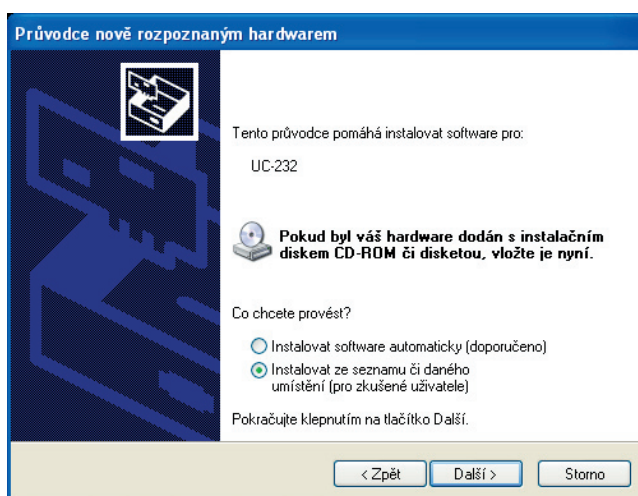 Průvodce nově rozpoznaným hardwarem
Tento průvodce pomáhá instalovat software pro:
UC-232
Pokud byl váš hardware dodán s instalačním
diskem CD-ROM či disketou, vložte je nyní.
Co chcete provést?
Instalovat software automaticky (doporučeno)
Instalovat ze seznamu či daného
umístění (pro zkušené uživatele)
Pokračujte klepnutím na tlačítko Další.
< Zpět
Další >
Storno